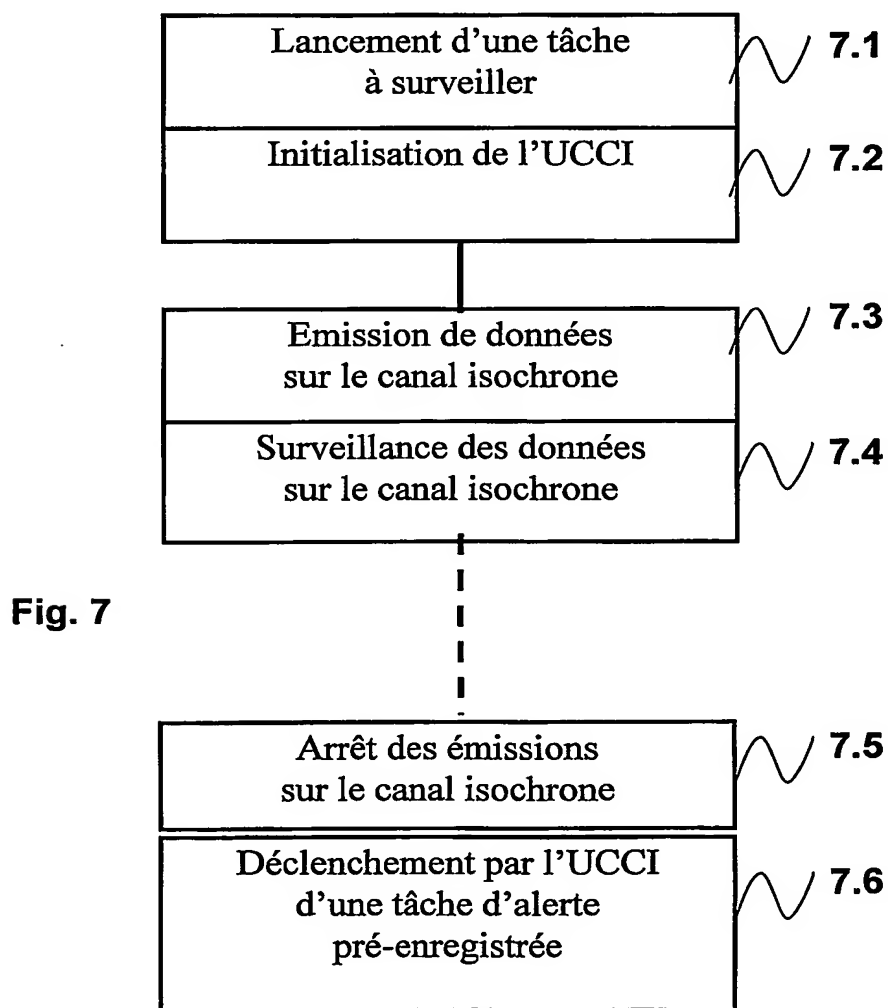 Lancement d'une tâche
à surveiller
7.1
Initialisation de l'UCCI
7.2
Emission de données
sur le canal isochrone
7.3
Surveillance des données
sur le canal isochrone
7.4
Fig. 7
Arrêt des émissions
sur le canal isochrone
7.5
Déclenchement par l'UCCI
d'une tâche d'alerte
pré-enregistrée
7.6